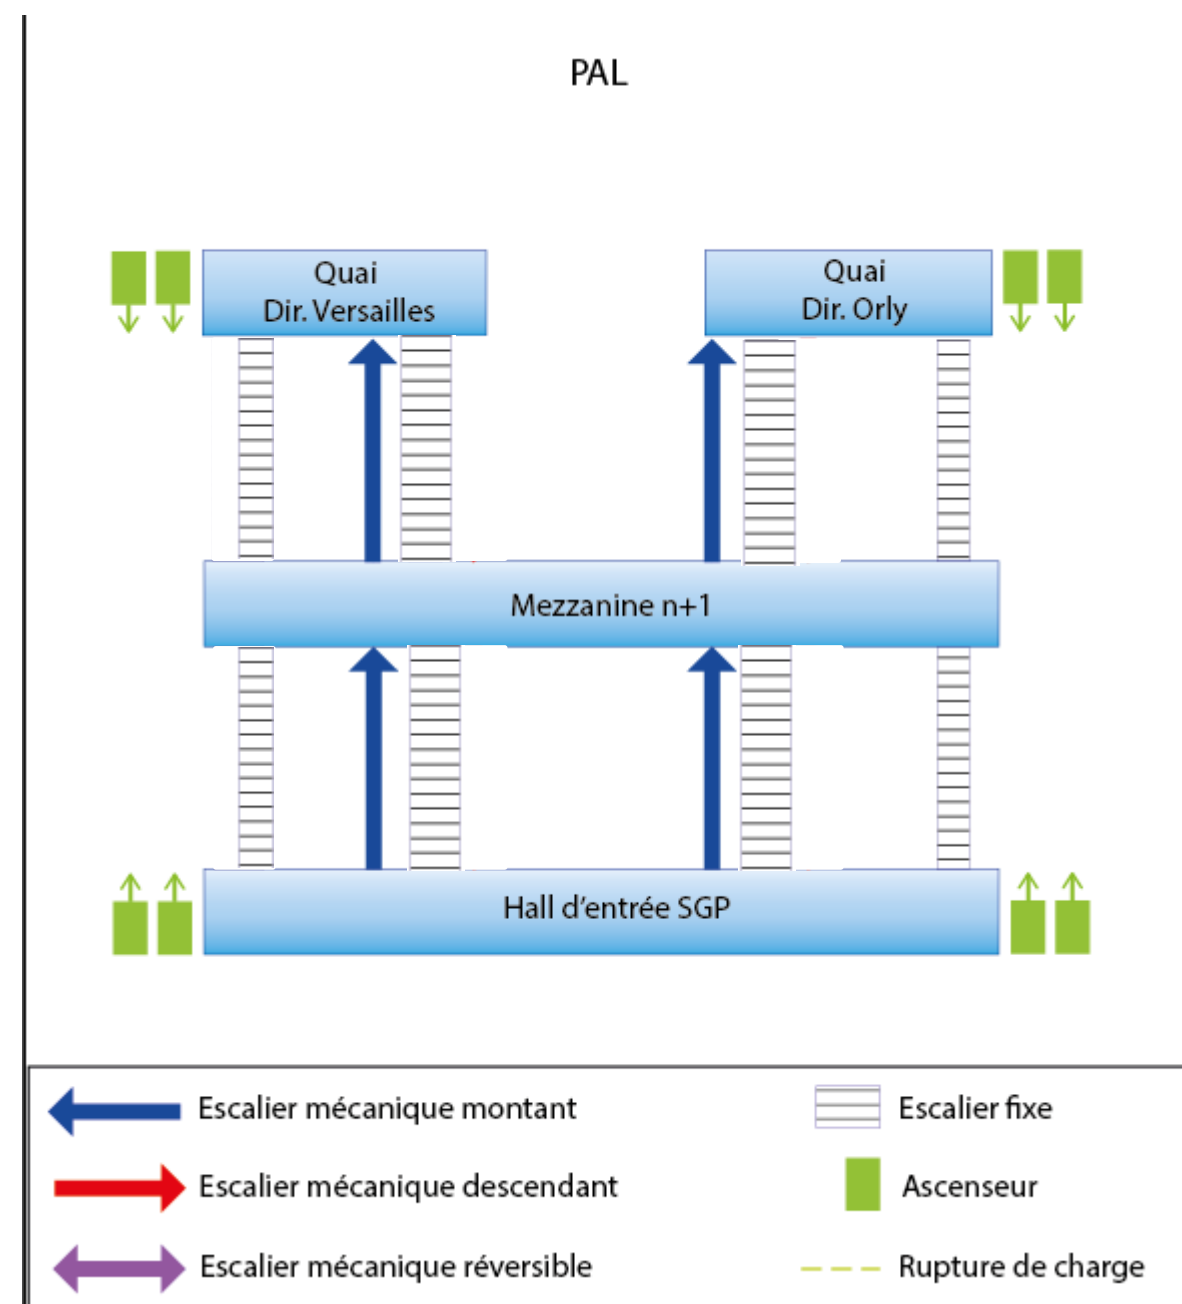 PAL
Quai
Dir. Versailles
Quai
Dir. Orly
Mezzanine n+1
Hall d'entrée SGP
Escalier mécanique montant
Escalier fixe
Escalier mécanique descendant
Ascenseur
Escalier mécanique réversible
Rupture de charge